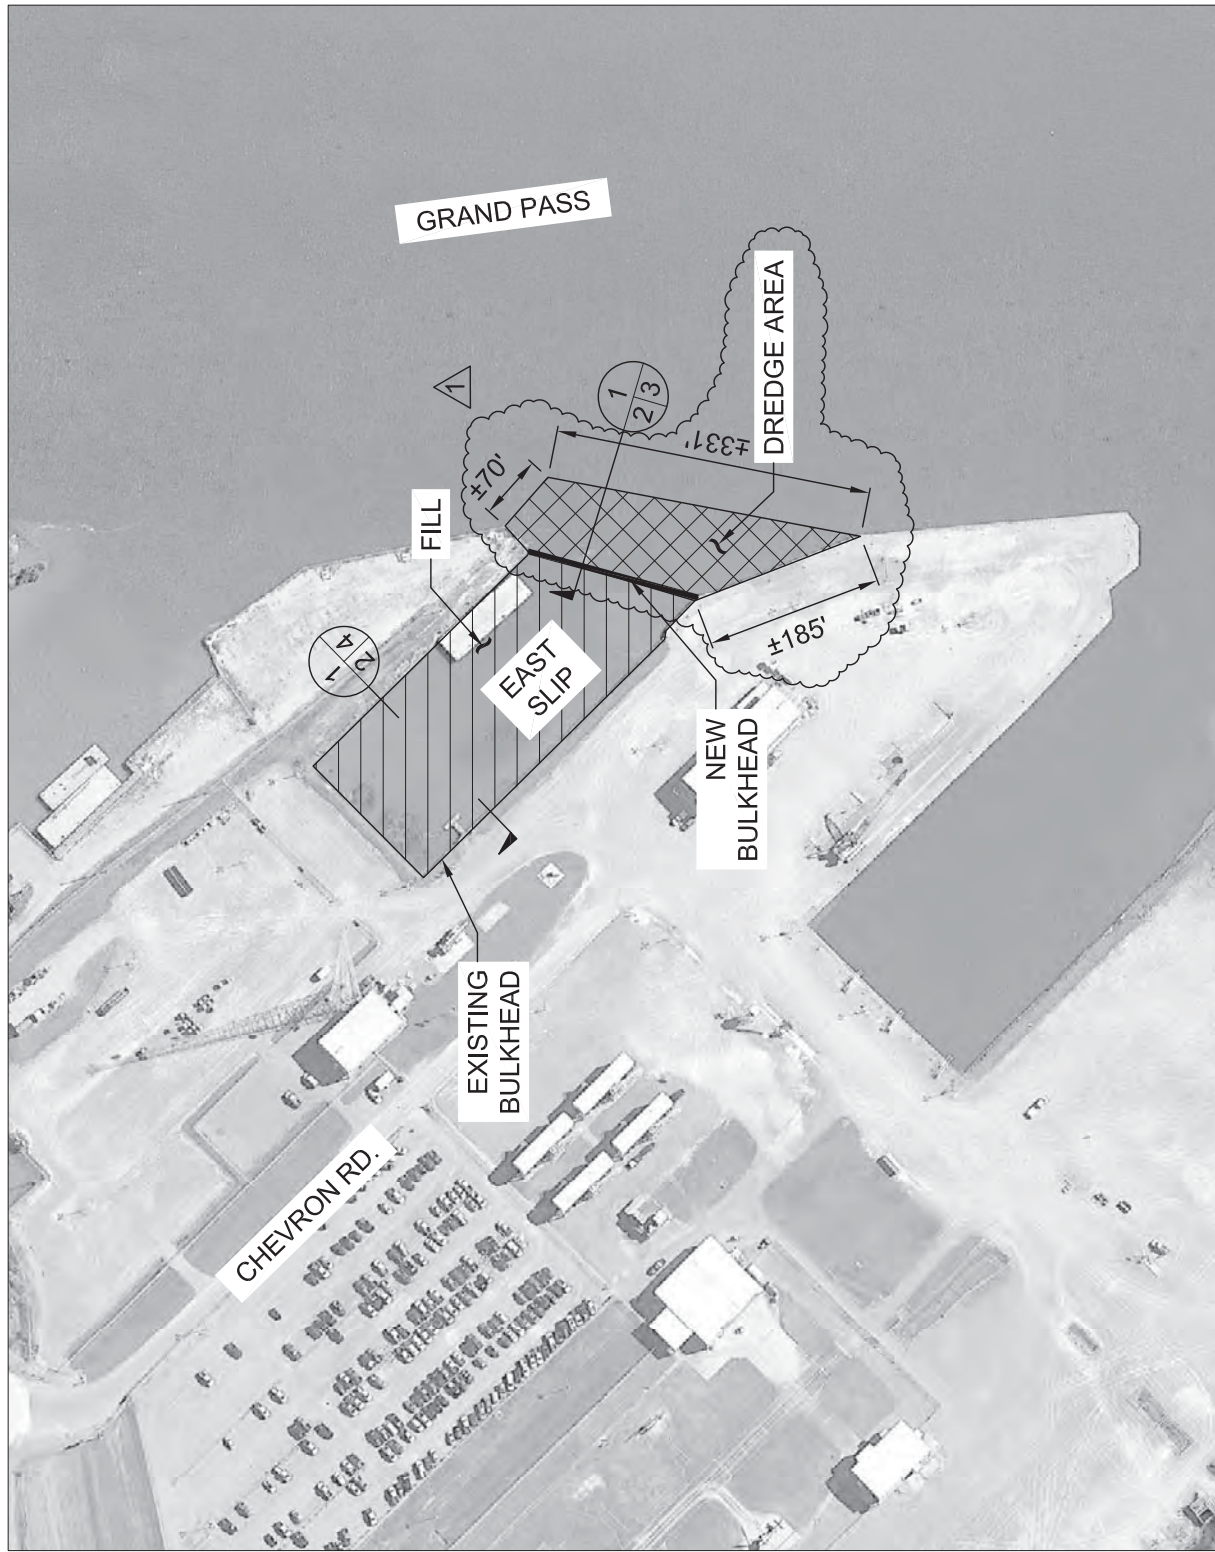 GRAND PASS
1
±70'
1
2 3
±331'
DREDGE AREA
FILL
1
2 4
EAST
SLIP
±185'
NEW
BULKHEAD
EXISTING
BULKHEAD
CHEVRON RD.